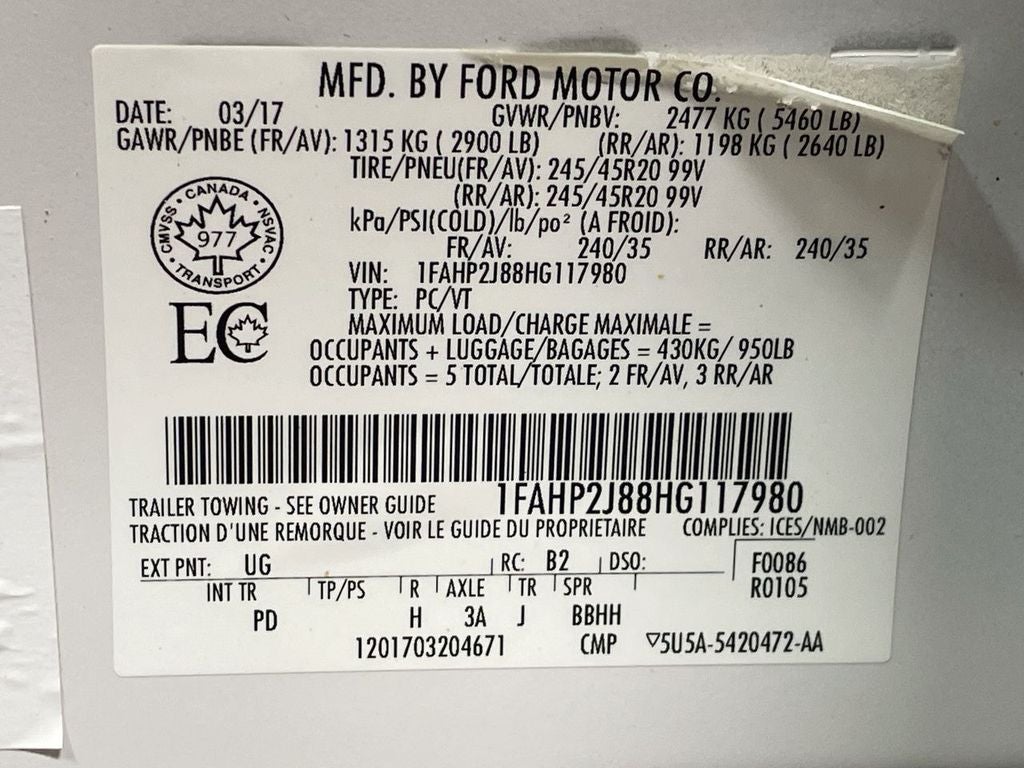 MFD. BY FORD MOTOR CO.
DATE: 03/17 GVWR/PNBV: 2477 KG ( 5460 LB)
GAWR/PNBE (FR/AV): 1315 KG ( 2900 LB) (RR/AR): 1198 KG ( 2640 LB)
TIRE/PNEU(FR/AV): 245/45R20 99V
(RR/AR): 245/45R20 99V
kPa/PSI(COLD)/lb/po² (A FROID):
FR/AV: 240/35 RR/AR: 240/35
CANADA · NSVAC · TRANSPORT · CMVSS ·
977
VIN: 1FAHP2J88HG117980
TYPE: PC/VT
EC
MAXIMUM LOAD/CHARGE MAXIMALE =
OCCUPANTS + LUGGAGE/BAGAGES = 430KG/ 950LB
OCCUPANTS = 5 TOTAL/TOTALE; 2 FR/AV, 3 RR/AR
1FAHP2J88HG117980
TRAILER TOWING - SEE OWNER GUIDE
TRACTION D'UNE REMORQUE - VOIR LE GUIDE DU PROPRIETAIRE COMPLIES: ICES/NMB-002
EXT PNT: UG RC: B2 DSO: F0086
INT TR TP/PS R AXLE TR SPR R0105
PD H 3A J BBHH
1201703204671 CMP ▽5U5A-5420472-AA